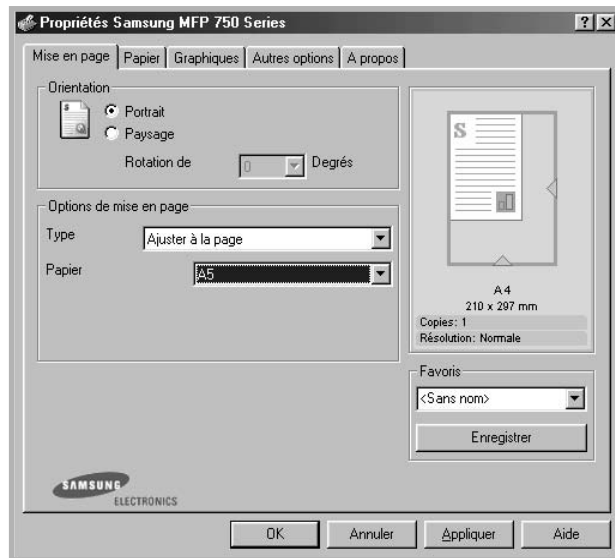 Propriétés Samsung MFP 750 Series
Mise en page
Papier
Graphiques
Autres options
A propos
Orientation
Portrait
Paysage
Rotation de 0 Degrés
Options de mise en page
Type Ajuster à la page
Papier A5
S
A4
210 x 297 mm
Copies: 1
Résolution: Normale
Favoris
<Sans nom>
Enregistrer
SAMSUNG
ELECTRONICS
OK
Annuler
Appliquer
Aide